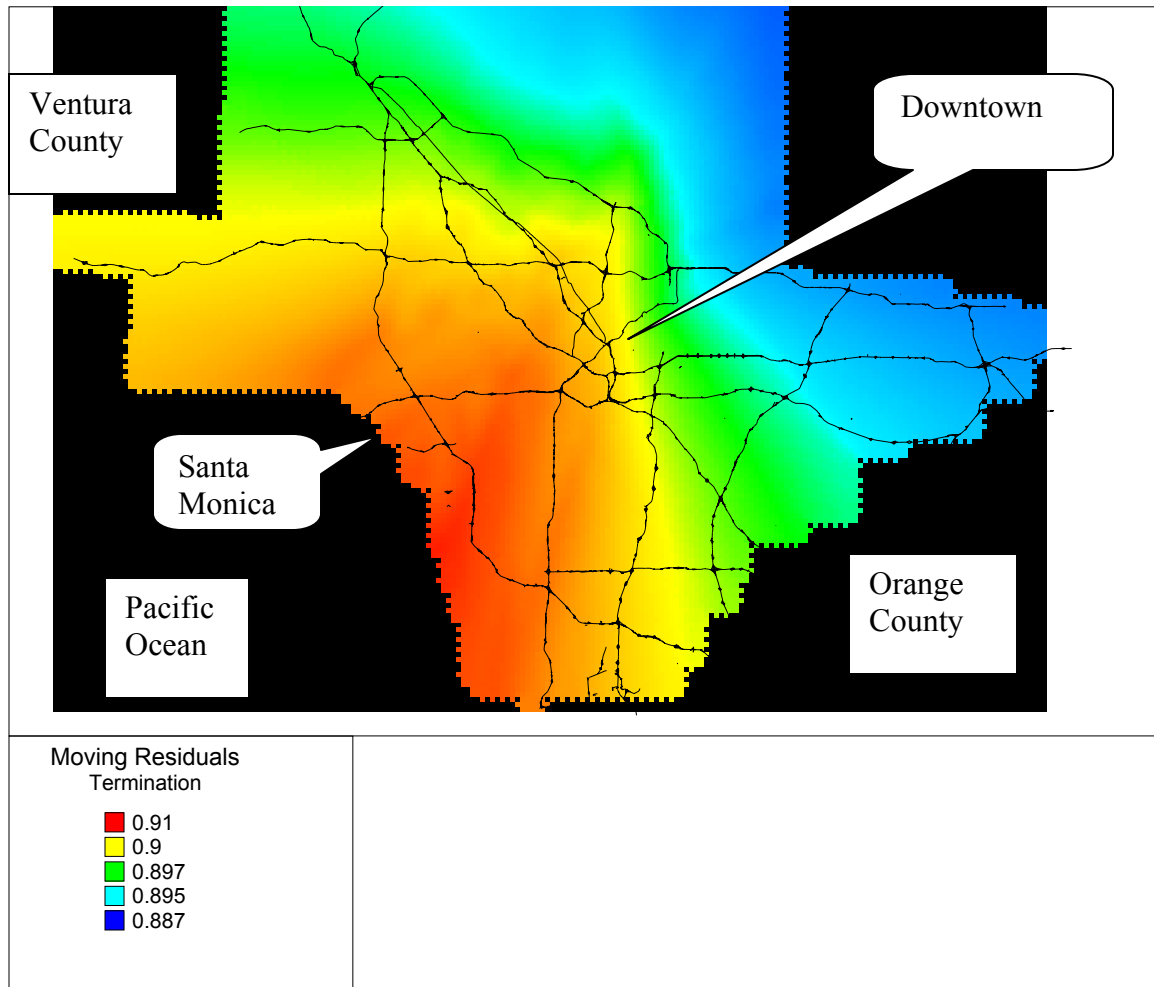 Ventura
County
Downtown
Santa
Monica
Pacific
Ocean
Orange
County
Moving Residuals
Termination
0.91
0.9
0.897
0.895
0.887